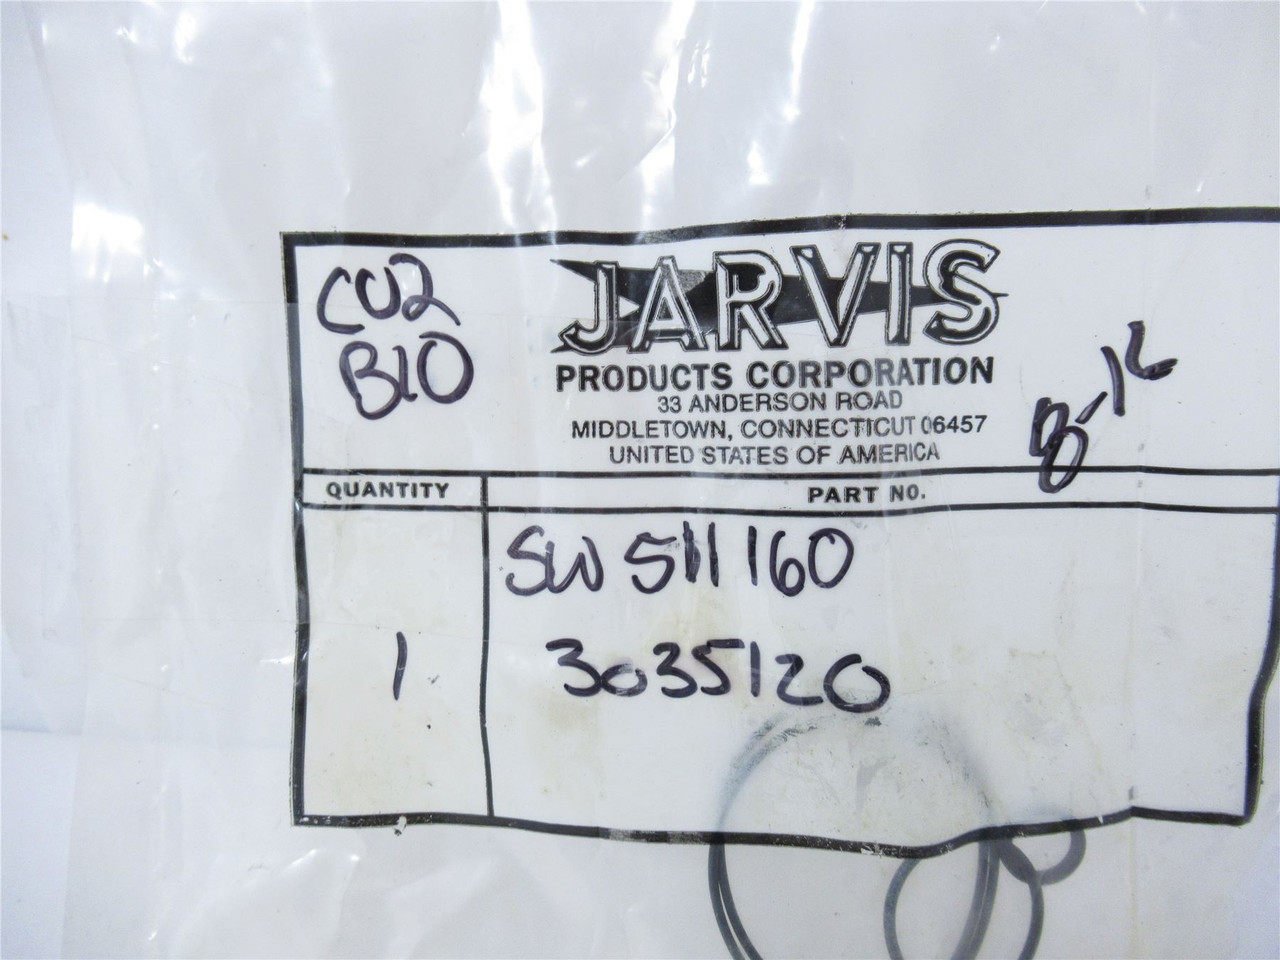 CU2
B10
JARVIS
PRODUCTS CORPORATION
33 ANDERSON ROAD
MIDDLETOWN, CONNECTICUT 06457
UNITED STATES OF AMERICA
QUANTITY PART NO.
SW 511160
1 3035120